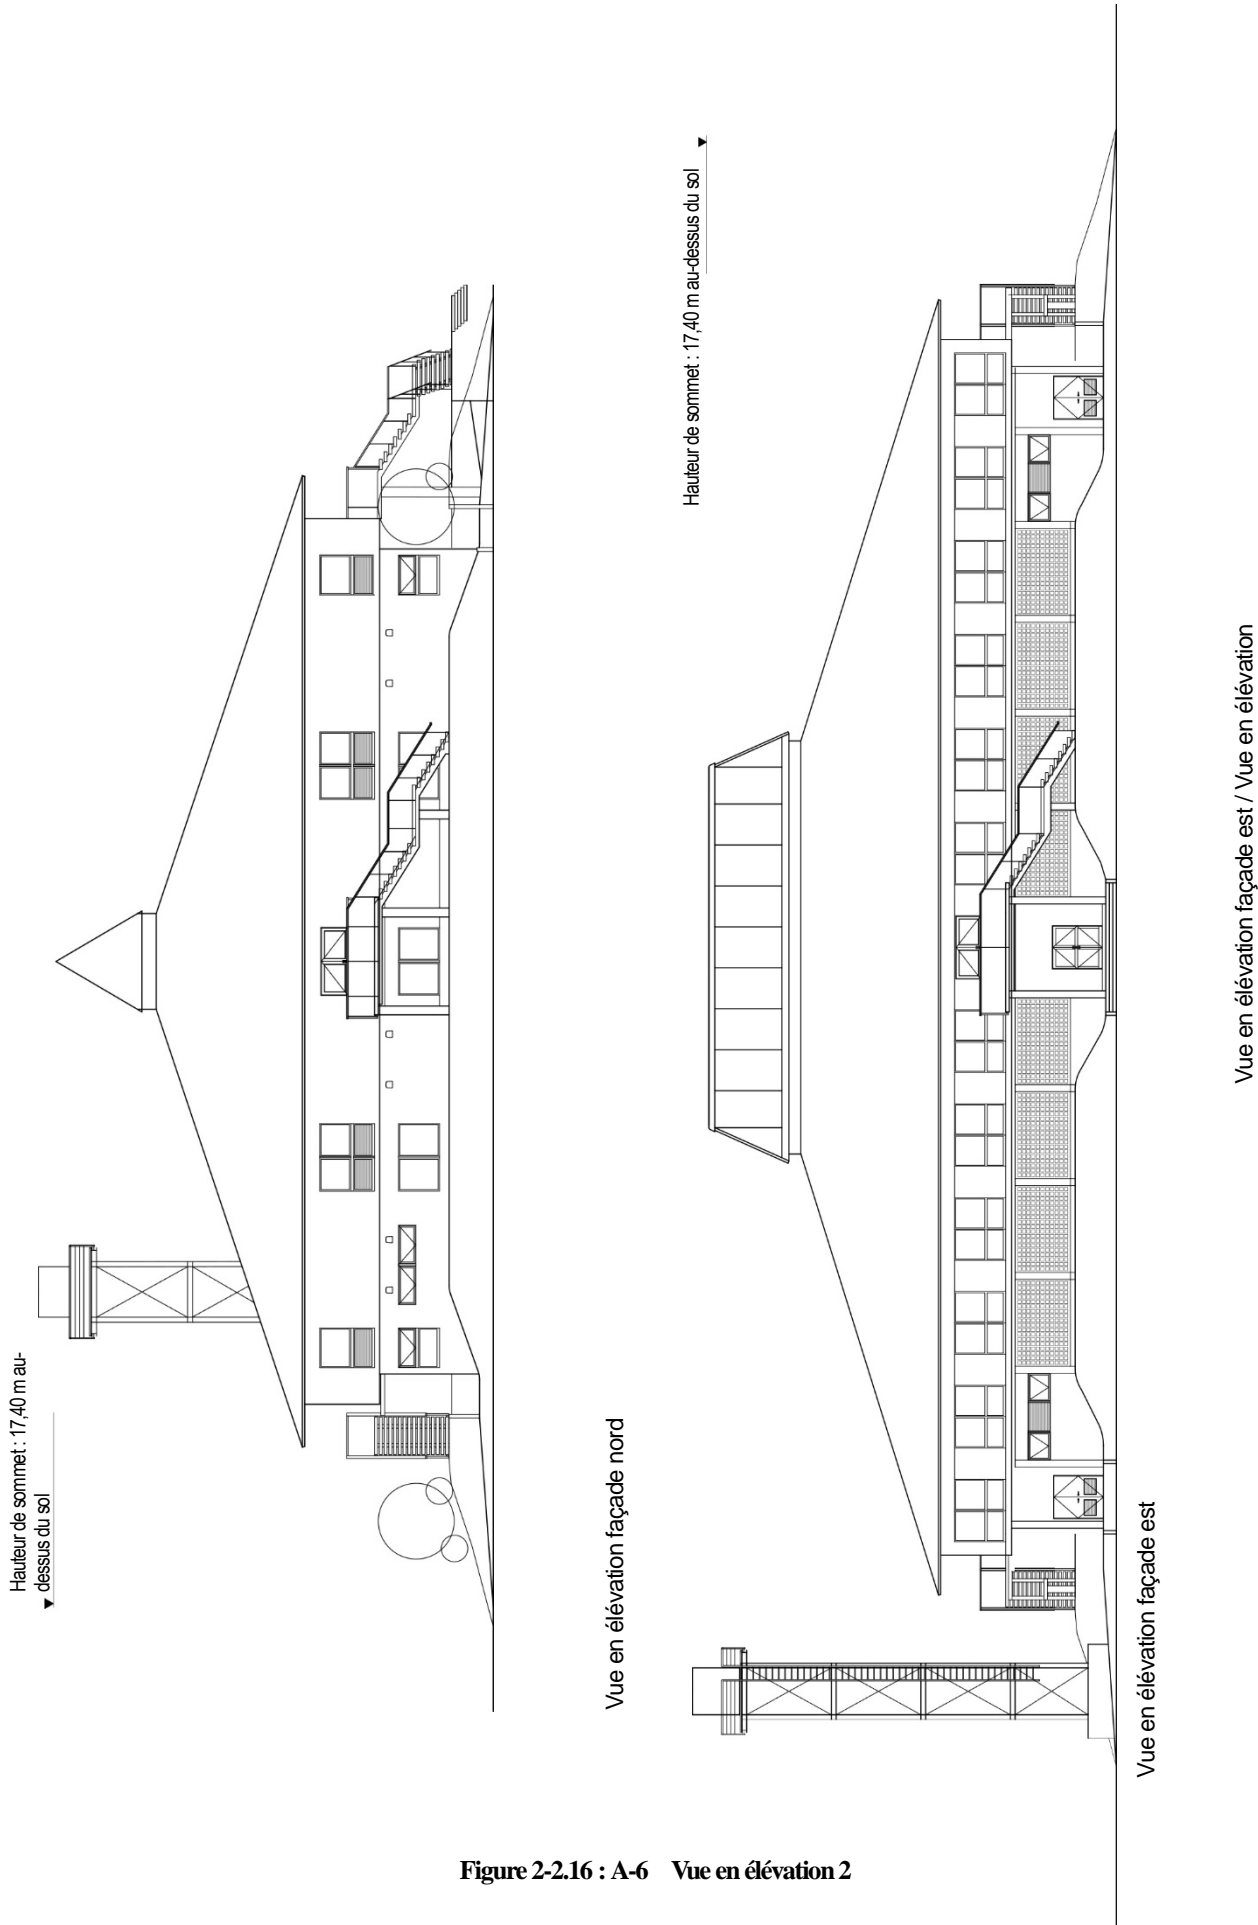 Hauteur de sommet : 17,40 m au-
dessus du sol
Vue en élévation façade nord
Hauteur de sommet : 17,40 m au-dessus du sol
Vue en élévation façade est
Vue en élévation façade est / Vue en élévation
Figure 2-2.16 : A-6 Vue en élévation 2